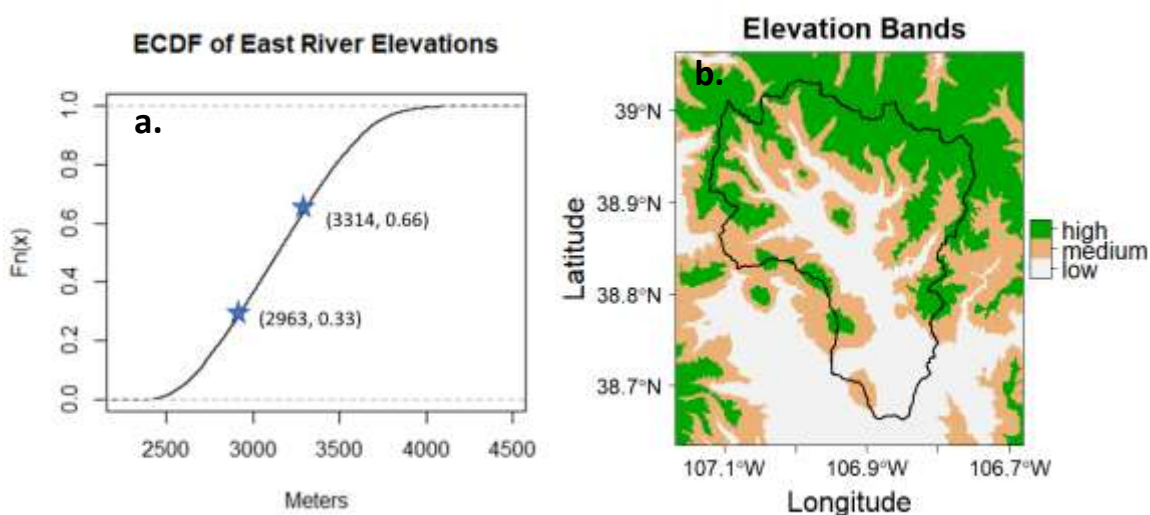 ECDF of East River Elevations
a.
Fn(x)
1.0
0.8
0.6
0.4
0.2
0.0
(3314, 0.66)
(2963, 0.33)
2500 3000 3500 4000 4500
Meters
Elevation Bands
b.
Latitude
39°N
38.9°N
38.8°N
38.7°N
high
medium
low
107.1°W 106.9°W 106.7°W
Longitude